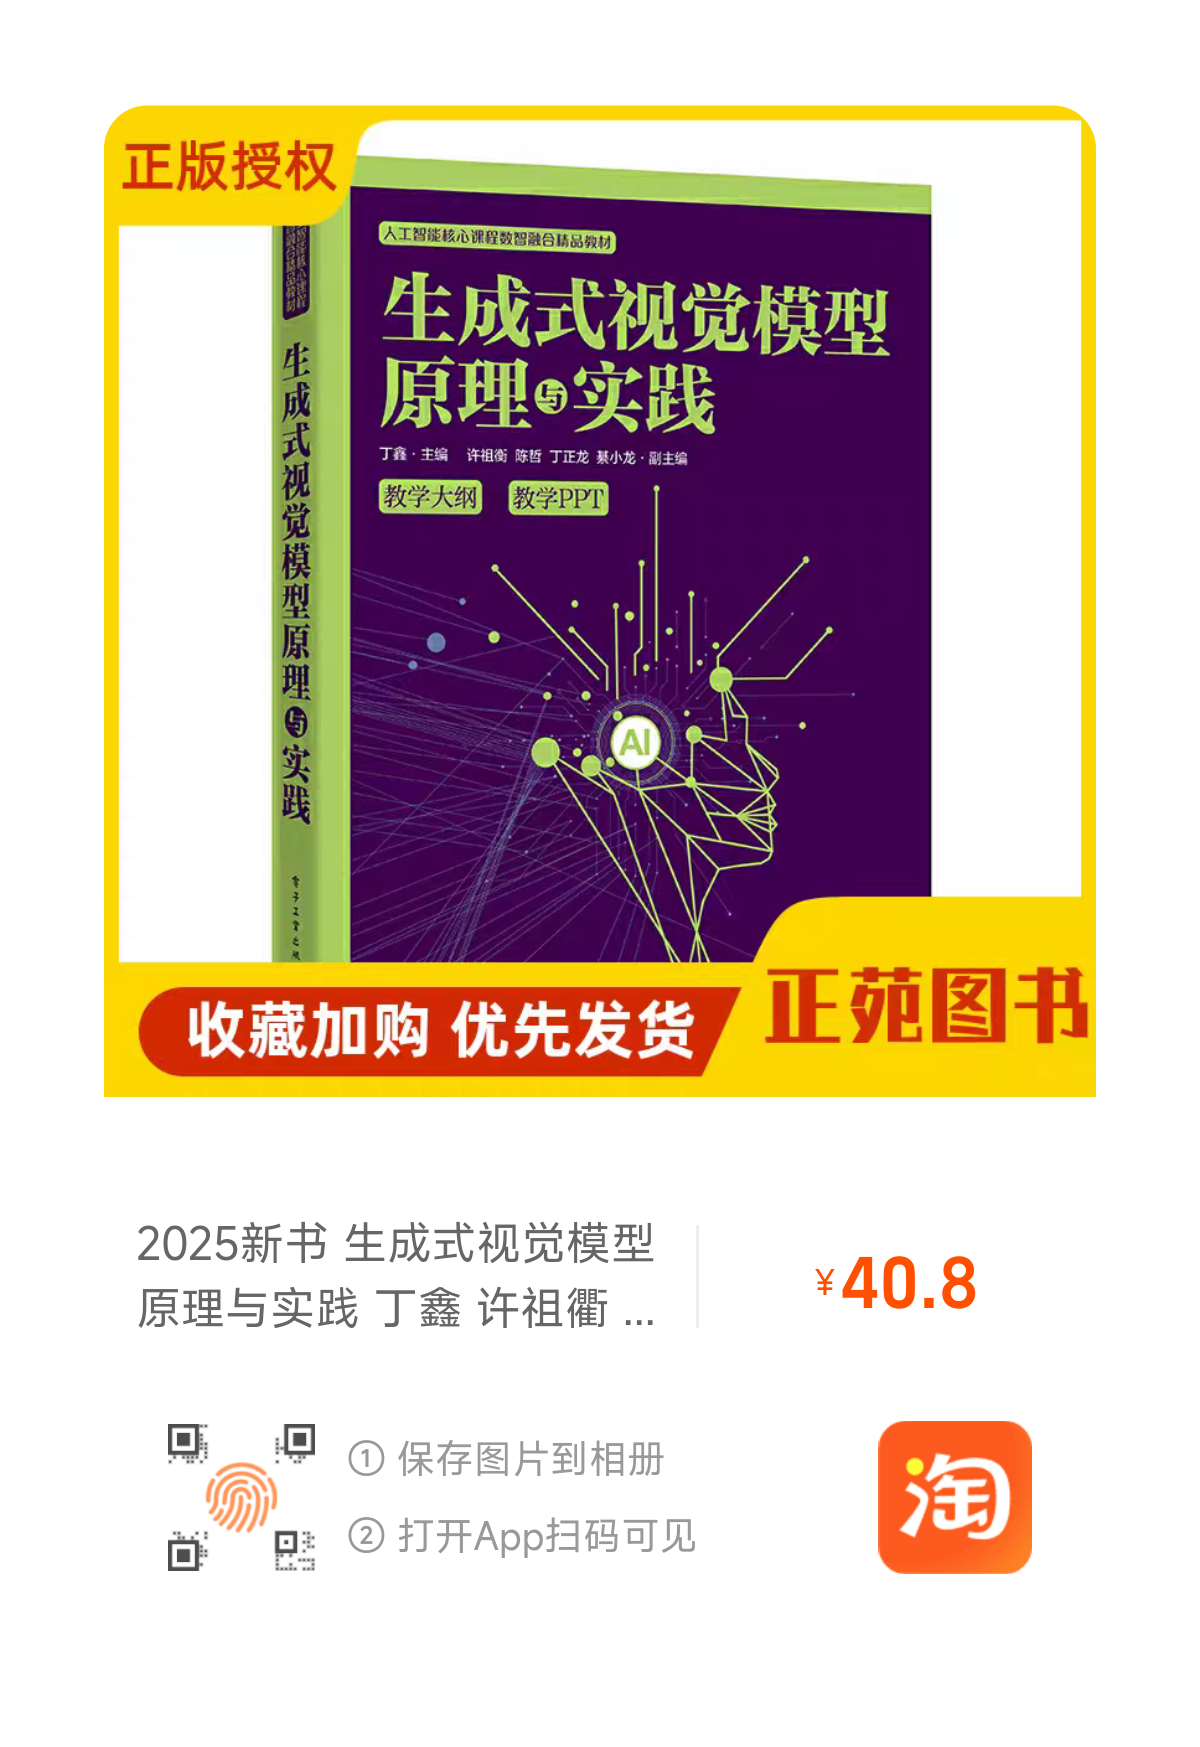 正版授权
人工智能核心课程数智融合精品教材
生成式视觉模型
原理与实践
丁鑫·主编 许祖衡 陈哲 丁正龙 綦小龙·副主编
教学大纲 教学PPT
AI
生成式视觉模型原理与实践
电子工业出版
收藏加购 优先发货
正苑图书
2025新书 生成式视觉模型
原理与实践 丁鑫 许祖衢 ...
¥40.8
① 保存图片到相册
② 打开App扫码可见
淘